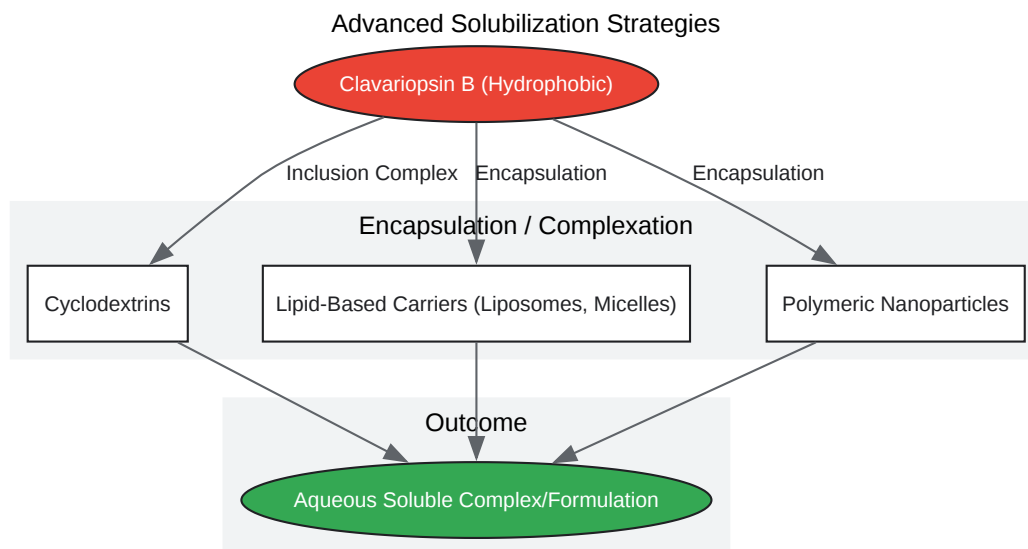 Advanced Solubilization Strategies
Clavariopsin B (Hydrophobic)
Inclusion Complex
Encapsulation
Encapsulation
Encapsulation / Complexation
Cyclodextrins
Lipid-Based Carriers (Liposomes, Micelles)
Polymeric Nanoparticles
Outcome
Aqueous Soluble Complex/Formulation